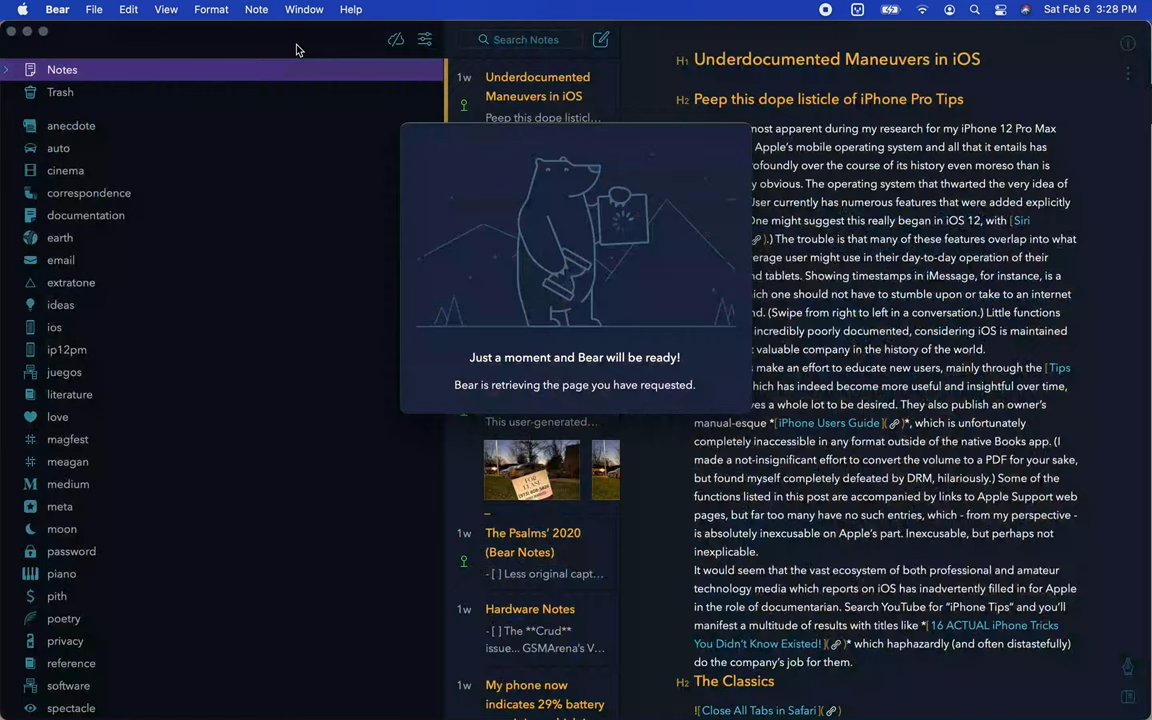 Bear File Edit View Format Note Window Help Sat Feb 6 3:28 PM
Notes
Trash
anecdote
auto
cinema
correspondence
documentation
earth
email
extratone
ideas
ios
ip12pm
juegos
literature
love
magfest
meagan
medium
meta
moon
password
piano
pith
poetry
privacy
reference
software
spectacle
Search Notes
1w Underdocumented
Maneuvers in iOS
Peep this dope listicl...
This user-generated...
1w The Psalms' 2020
(Bear Notes)
-[ ] Less original capt...
1w Hardware Notes
-[ ] The **Crud**
issue... GSMArena's V...
1w My phone now
indicates 29% battery
Just a moment and Bear will be ready!
Bear is retrieving the page you have requested.
H1 Underdocumented Maneuvers in iOS
H2 Peep this dope listicle of iPhone Pro Tips
most apparent during my research for my iPhone 12 Pro Max
Apple's mobile operating system and all that it entails has
ofoundly over the course of its history even moreso than is
y obvious. The operating system that thwarted the very idea of
User currently has numerous features that were added explicitly
One might suggest this really began in iOS 12, with [Siri
).) The trouble is that many of these features overlap into what
erage user might use in their day-to-day operation of their
d tablets. Showing timestamps in iMessage, for instance, is a
ich one should not have to stumble upon or take to an internet
nd. (Swipe from right to left in a conversation.) Little functions
incredibly poorly documented, considering iOS is maintained
valuable company in the history of the world.
make an effort to educate new users, mainly through the [Tips
hich has indeed become more useful and insightful over time,
ves a whole lot to be desired. They also publish an owner's
manual-esque *[iPhone Users Guide]()*, which is unfortunately
completely inaccessible in any format outside of the native Books app. (I
made a not-insignificant effort to convert the volume to a PDF for your sake,
but found myself completely defeated by DRM, hilariously.) Some of the
functions listed in this post are accompanied by links to Apple Support web
pages, but far too many have no such entries, which - from my perspective -
is absolutely inexcusable on Apple's part. Inexcusable, but perhaps not
inexplicable.
It would seem that the vast ecosystem of both professional and amateur
technology media which reports on iOS has inadvertently filled in for Apple
in the role of documentarian. Search YouTube for "iPhone Tips" and you'll
manifest a multitude of results with titles like *[16 ACTUAL iPhone Tricks
You Didn't Know Existed!]()* which haphazardly (and often distastefully)
do the company's job for them.
H2 The Classics
![Close All Tabs in Safari]()